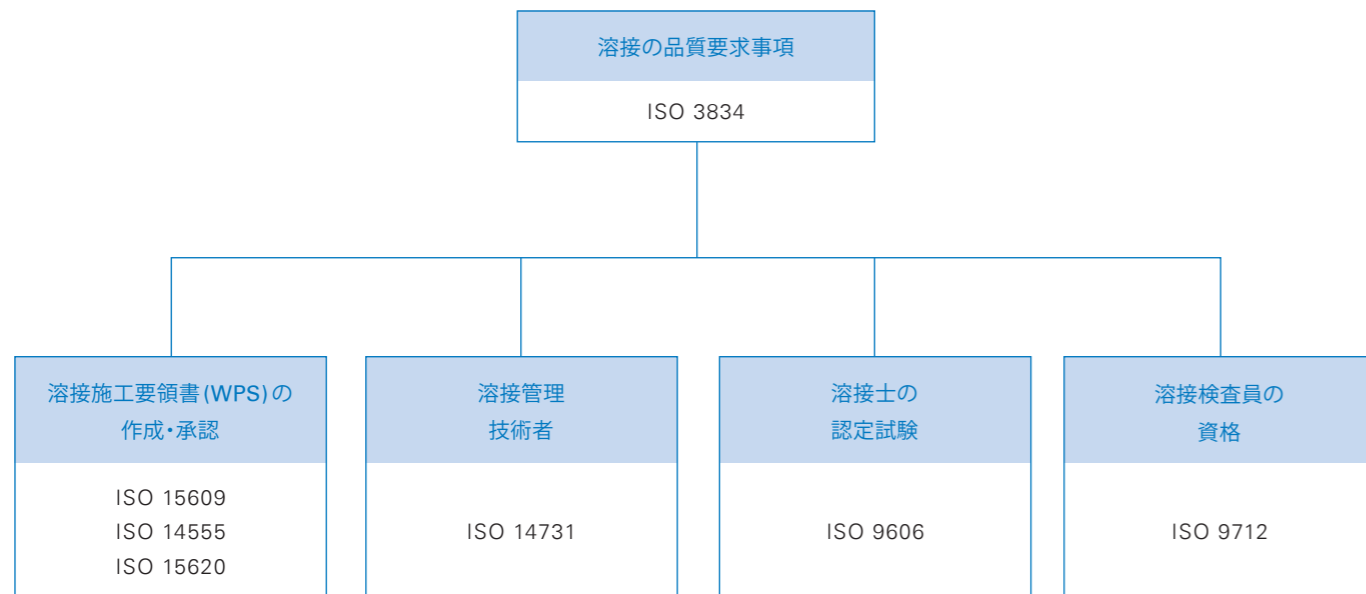 溶接の品質要求事項
ISO 3834
溶接施工要領書(WPS)の
作成・承認
ISO 15609
ISO 14555
ISO 15620
溶接管理
技術者
ISO 14731
溶接士の
認定試験
ISO 9606
溶接検査員の
資格
ISO 9712